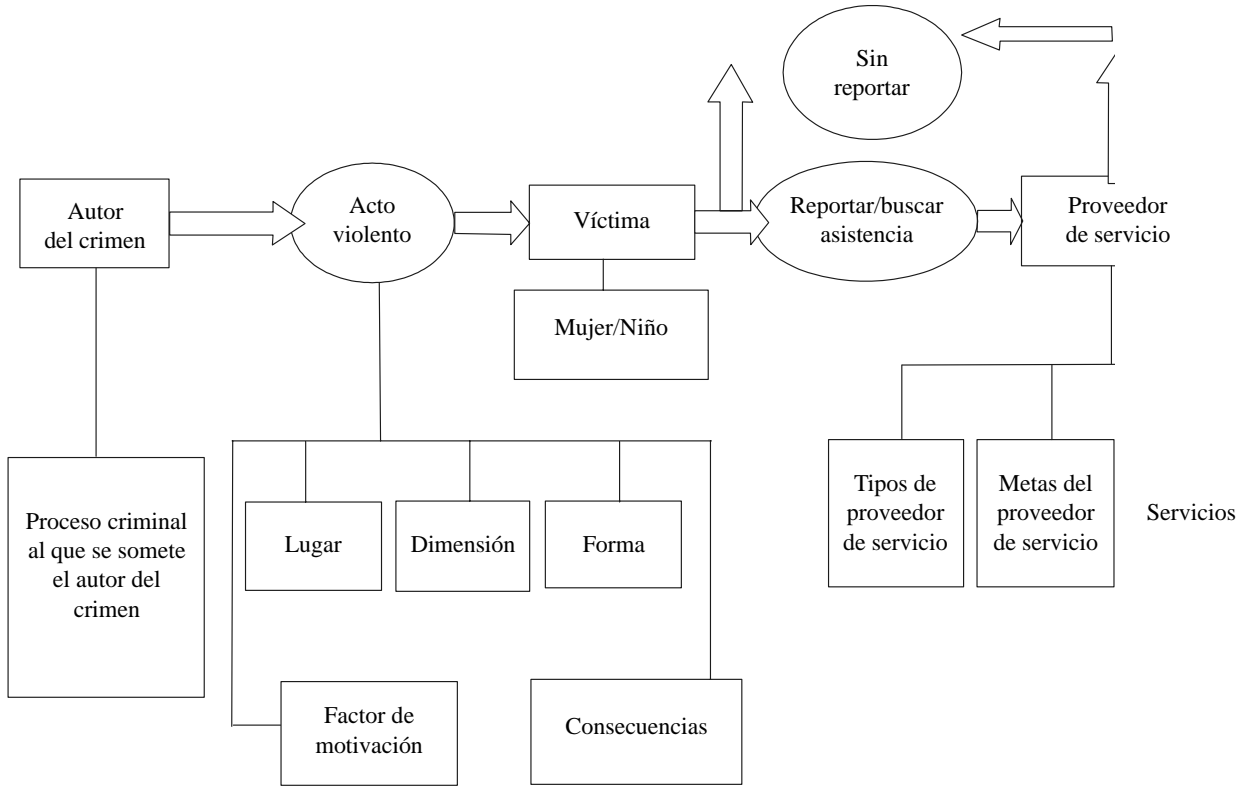 Sin
reportar
Autor
del crimen
Acto
violento
Víctima
Reportar/buscar
asistencia
Proveedor
de servicio
Mujer/Niño
Proceso criminal
al que se somete
el autor del
crimen
Lugar
Dimensión
Forma
Tipos de
proveedor
de servicio
Metas del
proveedor
de servicio
Servicios
Factor de
motivación
Consecuencias